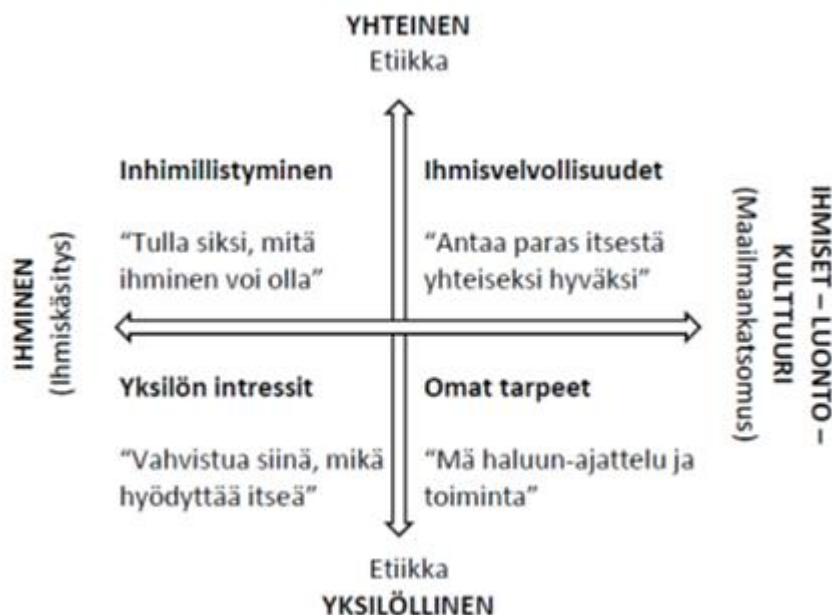 YHTEINEN
Etiikka
Inhimillistyminen
Ihmisvelvollisuudet
“Tulla siksi, mitä
ihminen voi olla”
“Antaa paras itsestä
yhteiseksi hyväksi”
IHMINEN
(Ihmiskäsitys)
IHMISET – LUONTO –
KULTTUURI
(Maailmankatsomus)
Yksilön intressit
Omat tarpeet
“Vahvistua siinä, mikä
hyödyttää itseä”
“Mä haluun-ajattelu ja
toiminta”
Etiikka
YKSILÖLLINEN